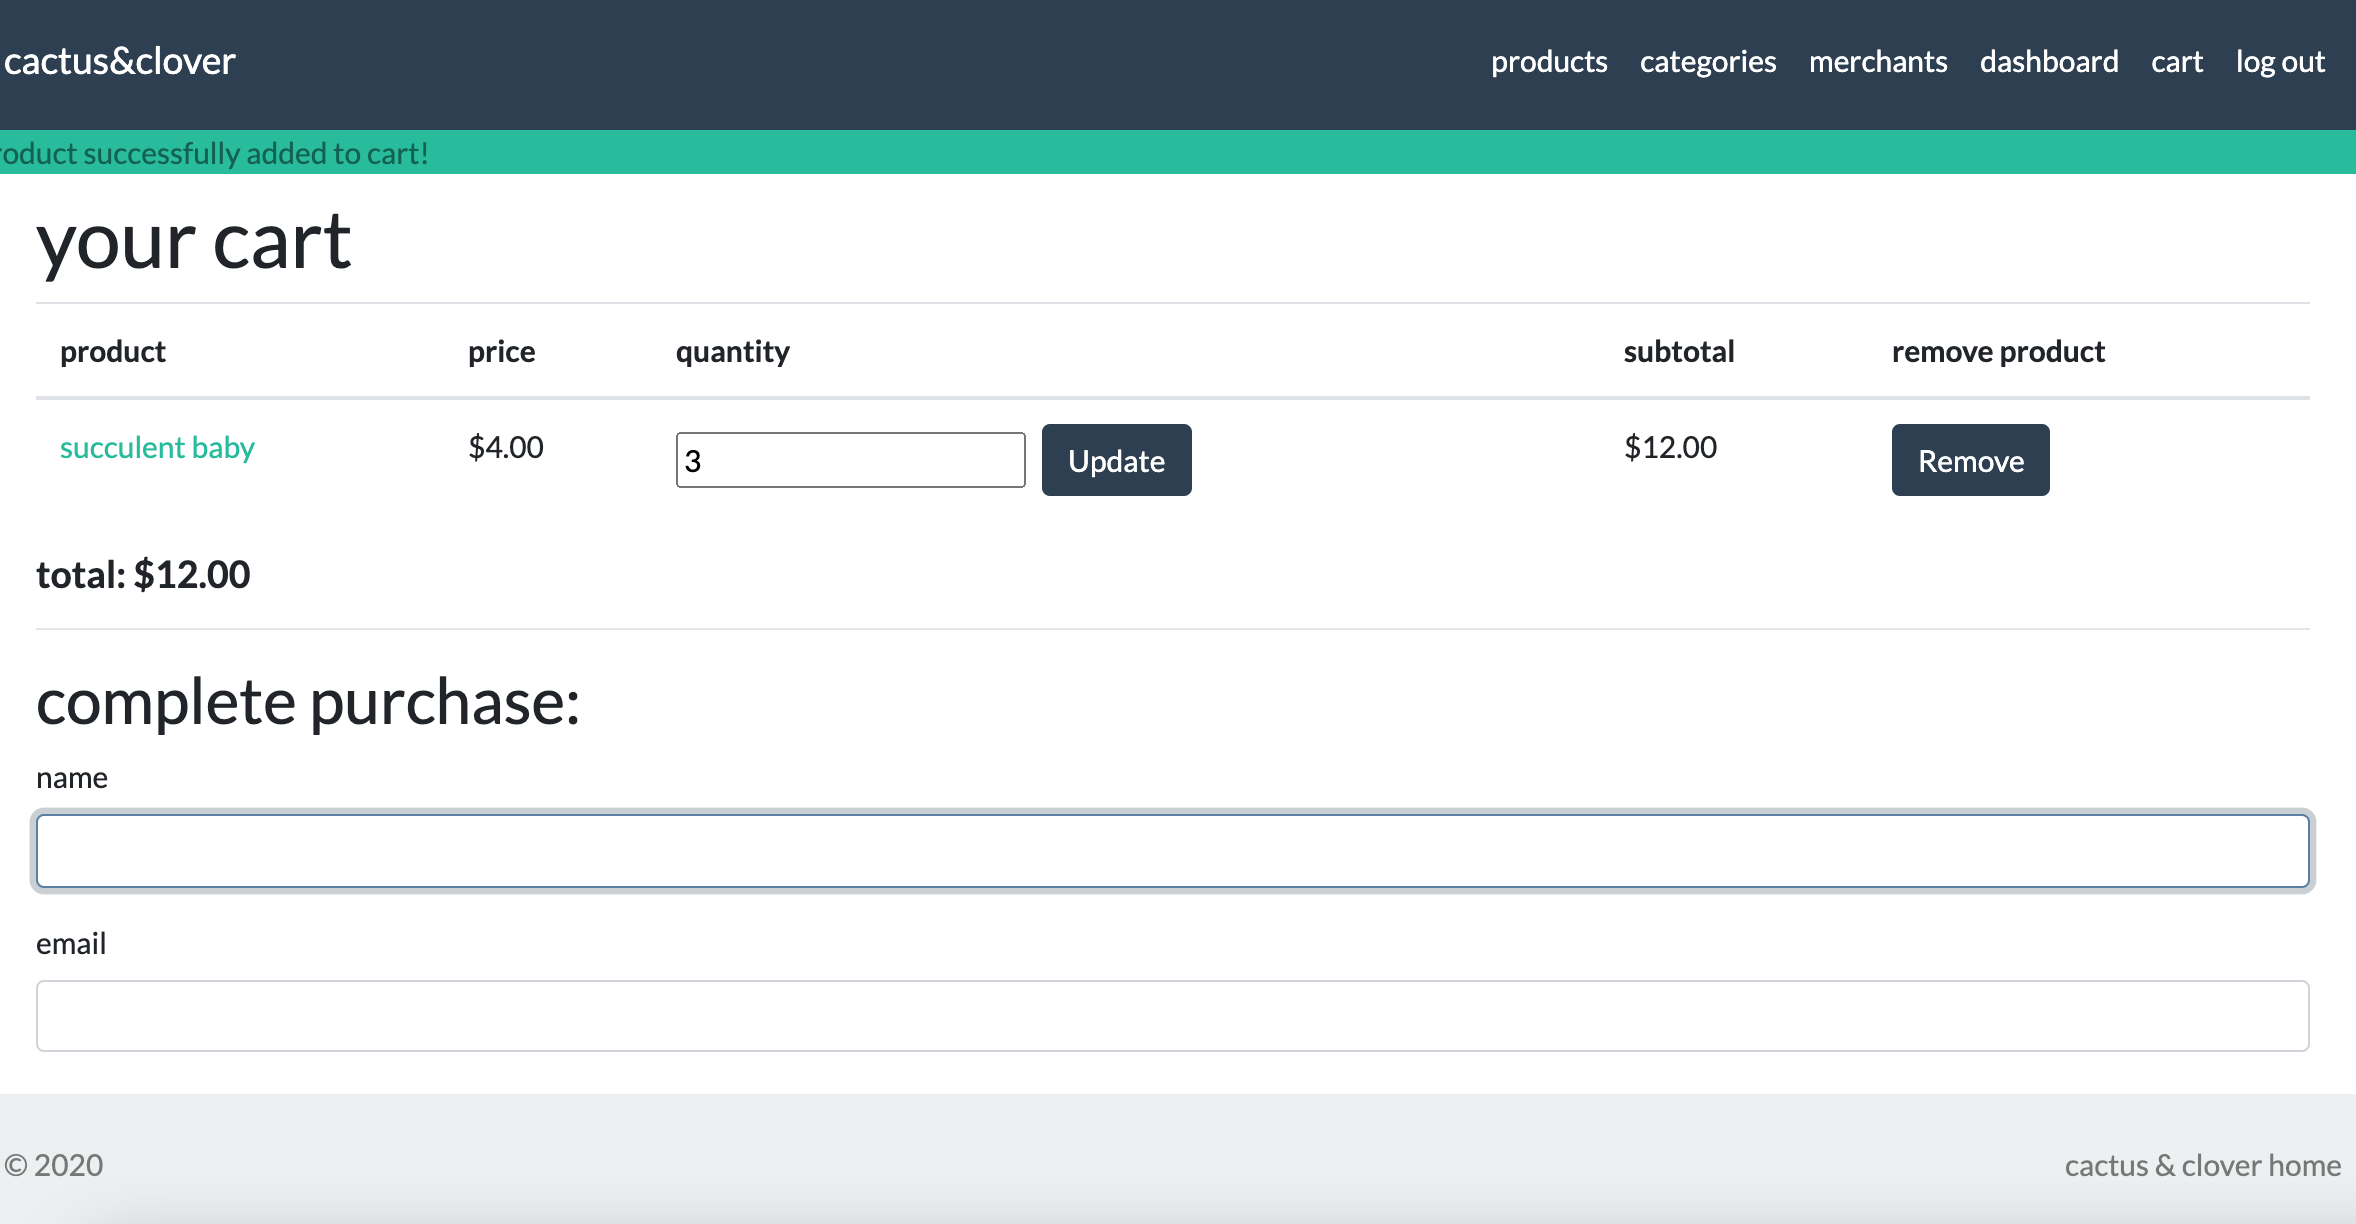 cactus&clover products categories merchants dashboard cart log out
roduct successfully added to cart!
your cart
product price quantity subtotal remove product
succulent baby $4.00 3 Update $12.00 Remove
total: $12.00
complete purchase:
name
email
© 2020 cactus & clover home